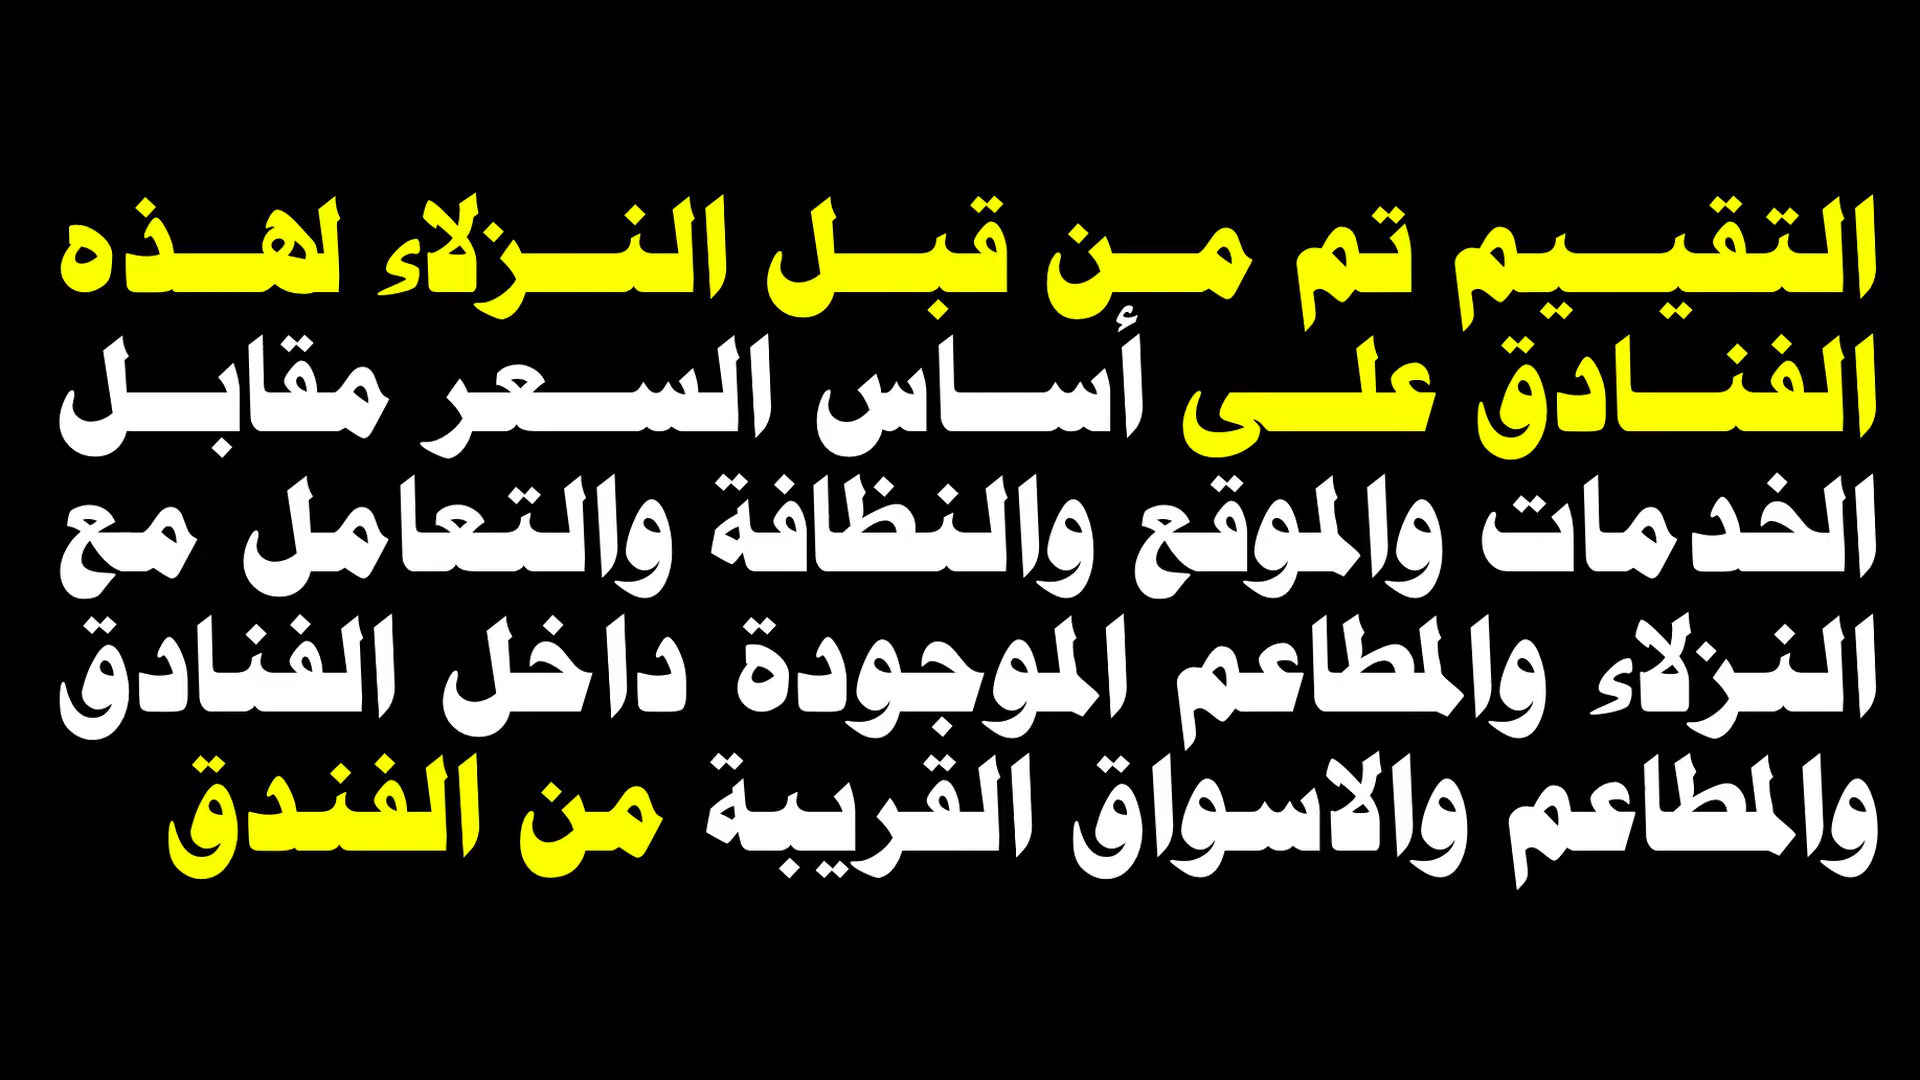 التقييم تم من قبل النزلاء لهذه
الفنادق على أساس السعر مقابل
الخدمات والموقع والنظافة والتعامل مع
النزلاء والمطاعم الموجودة داخل الفنادق
والمطاعم والاسواق القريبة من الفندق